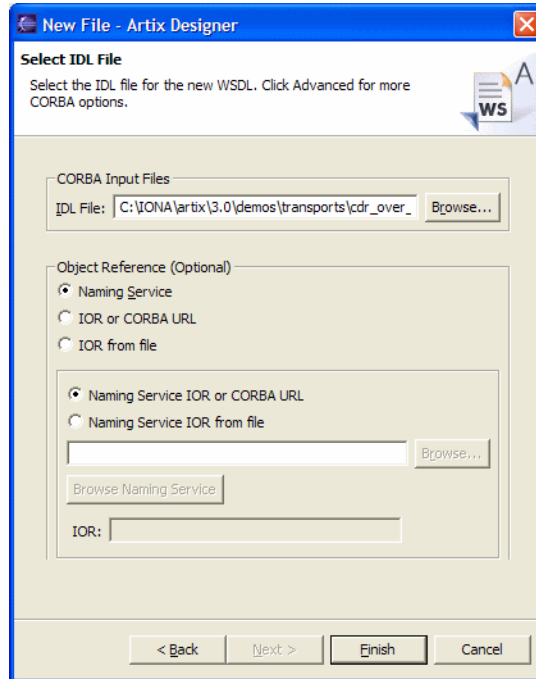 New File - Artix Designer
Select IDL File
Select the IDL file for the new WSDL. Click Advanced for more
CORBA options.
A
WS
CORBA Input Files
IDL File: C:\IONA\artix\3.0\demos\transports\cdr_over_ Browse...
Object Reference (Optional)
Naming Service
IOR or CORBA URL
IOR from file
Naming Service IOR or CORBA URL
Naming Service IOR from file
Browse...
Browse Naming Service
IOR:
< Back Next > Finish Cancel